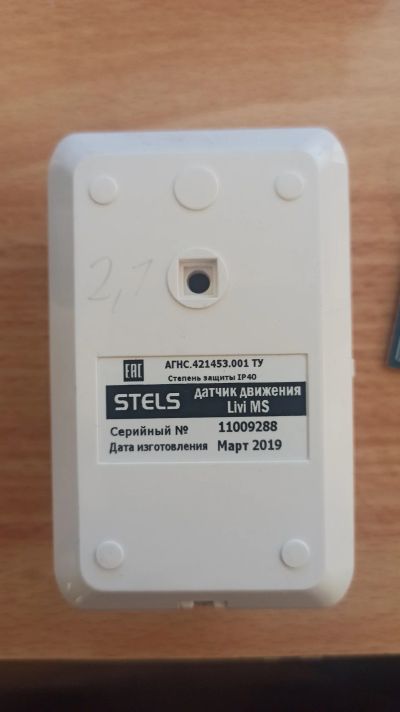 2,1
EAC
АГНС.421453.001 ТУ
Степень защиты IP40
STELS
датчик движения
Livi MS
Серийный № 11009288
Дата изготовления Март 2019